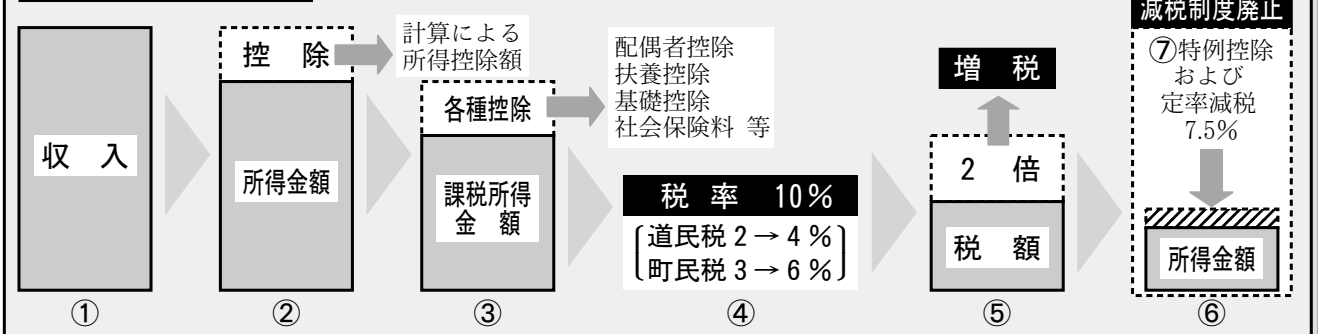 収 入
①
控 除
計算による
所得控除額
所得金額
②
各種控除
配偶者控除
扶養控除
基礎控除
社会保険料 等
課税所得
金 額
③
税 率 10%
道民税 2→4%
町民税 3→6%
④
増 税
2 倍
税 額
⑤
減税制度廃止
⑦特例控除
および
定率減税
7.5%
所得金額
⑥